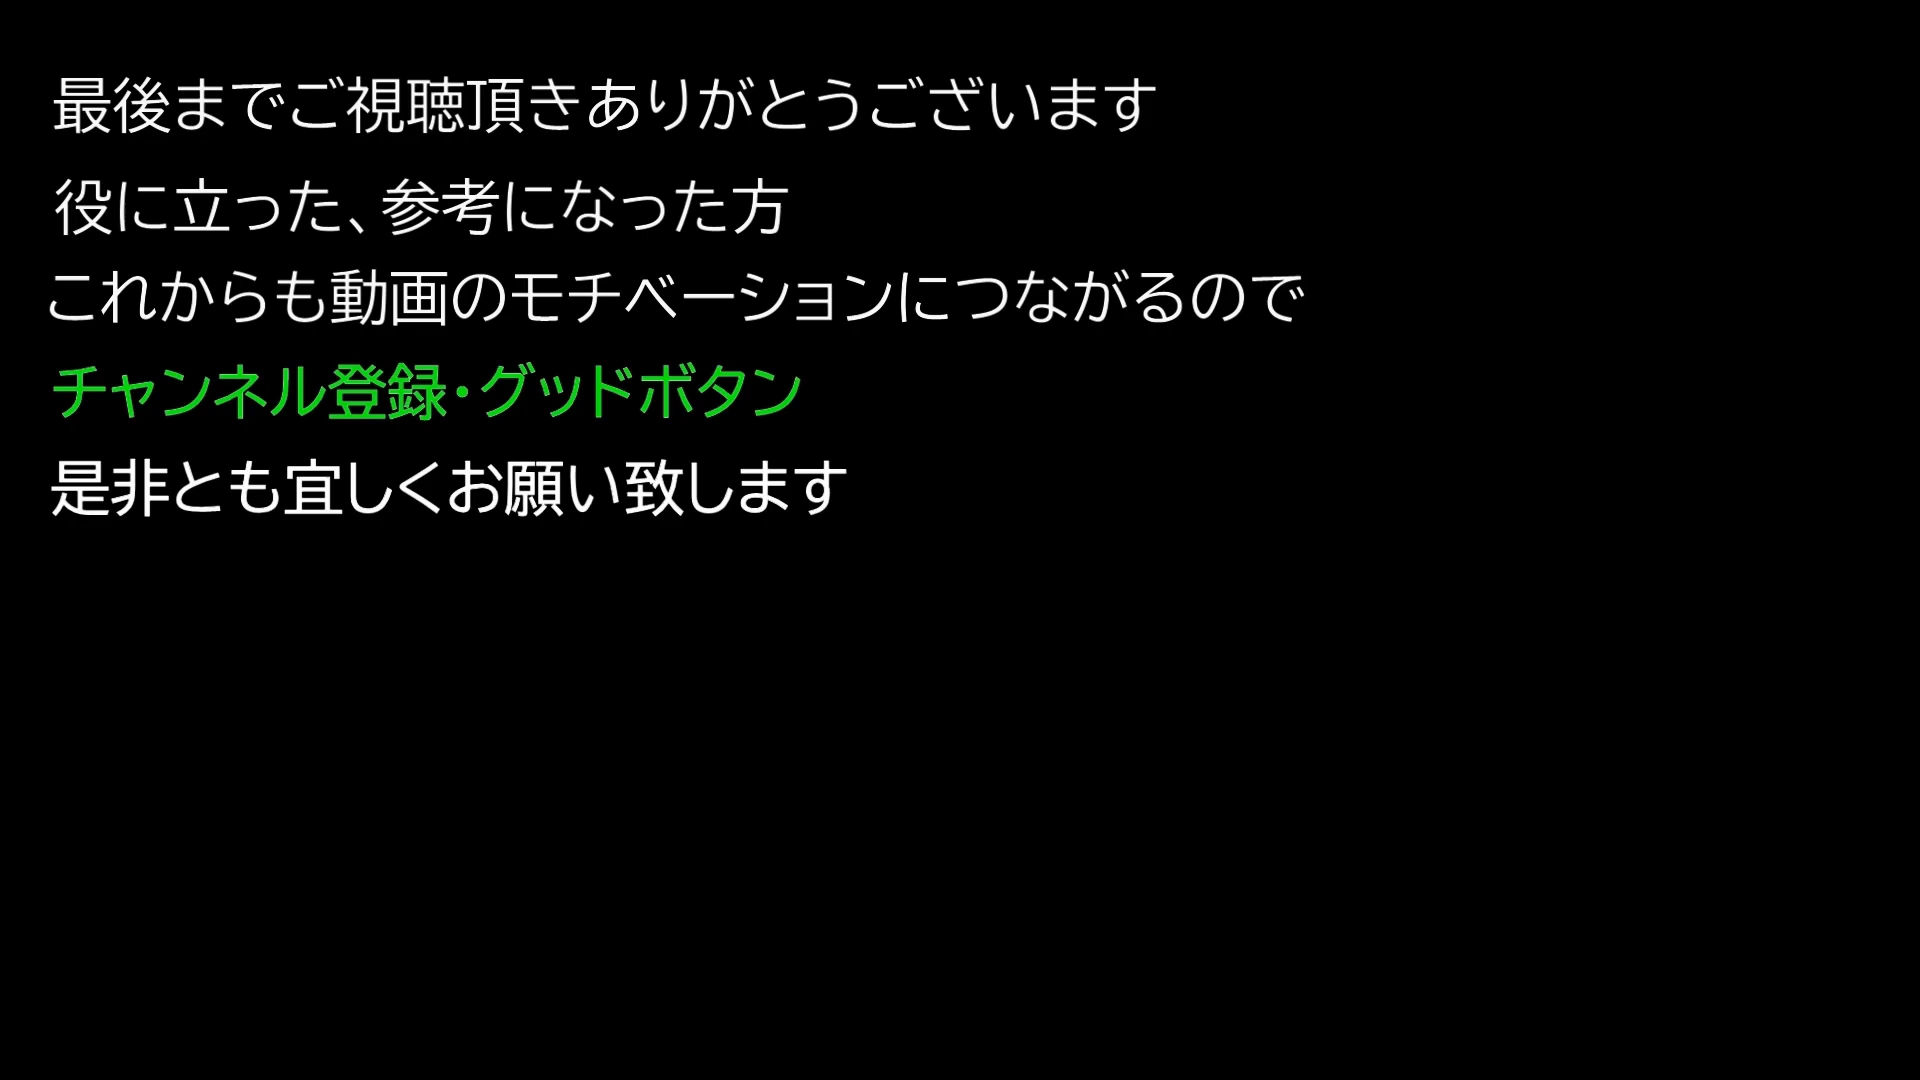 最後までご視聴頂きありがとうございます
役に立った、参考になった方
これからも動画のモチベーションにつながるので
チャンネル登録・グッドボタン
是非とも宜しくお願い致します